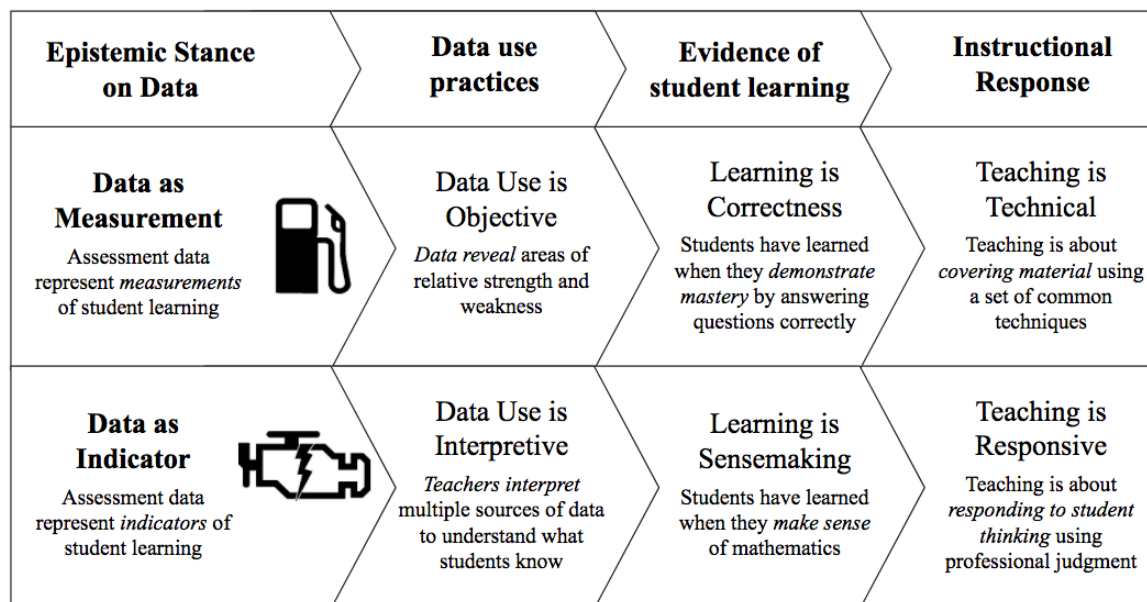 Epistemic Stance
on Data
Data use
practices
Evidence of
student learning
Instructional
Response
Data as
Measurement
Assessment data
represent measurements
of student learning
Data Use is
Objective
Data reveal areas of
relative strength and
weakness
Learning is
Correctness
Students have learned
when they demonstrate
mastery by answering
questions correctly
Teaching is
Technical
Teaching is about
covering material using
a set of common
techniques
Data as
Indicator
Assessment data
represent indicators of
student learning
Data Use is
Interpretive
Teachers interpret
multiple sources of data
to understand what
students know
Learning is
Sensemaking
Students have learned
when they make sense
of mathematics
Teaching is
Responsive
Teaching is about
responding to student
thinking using
professional judgment